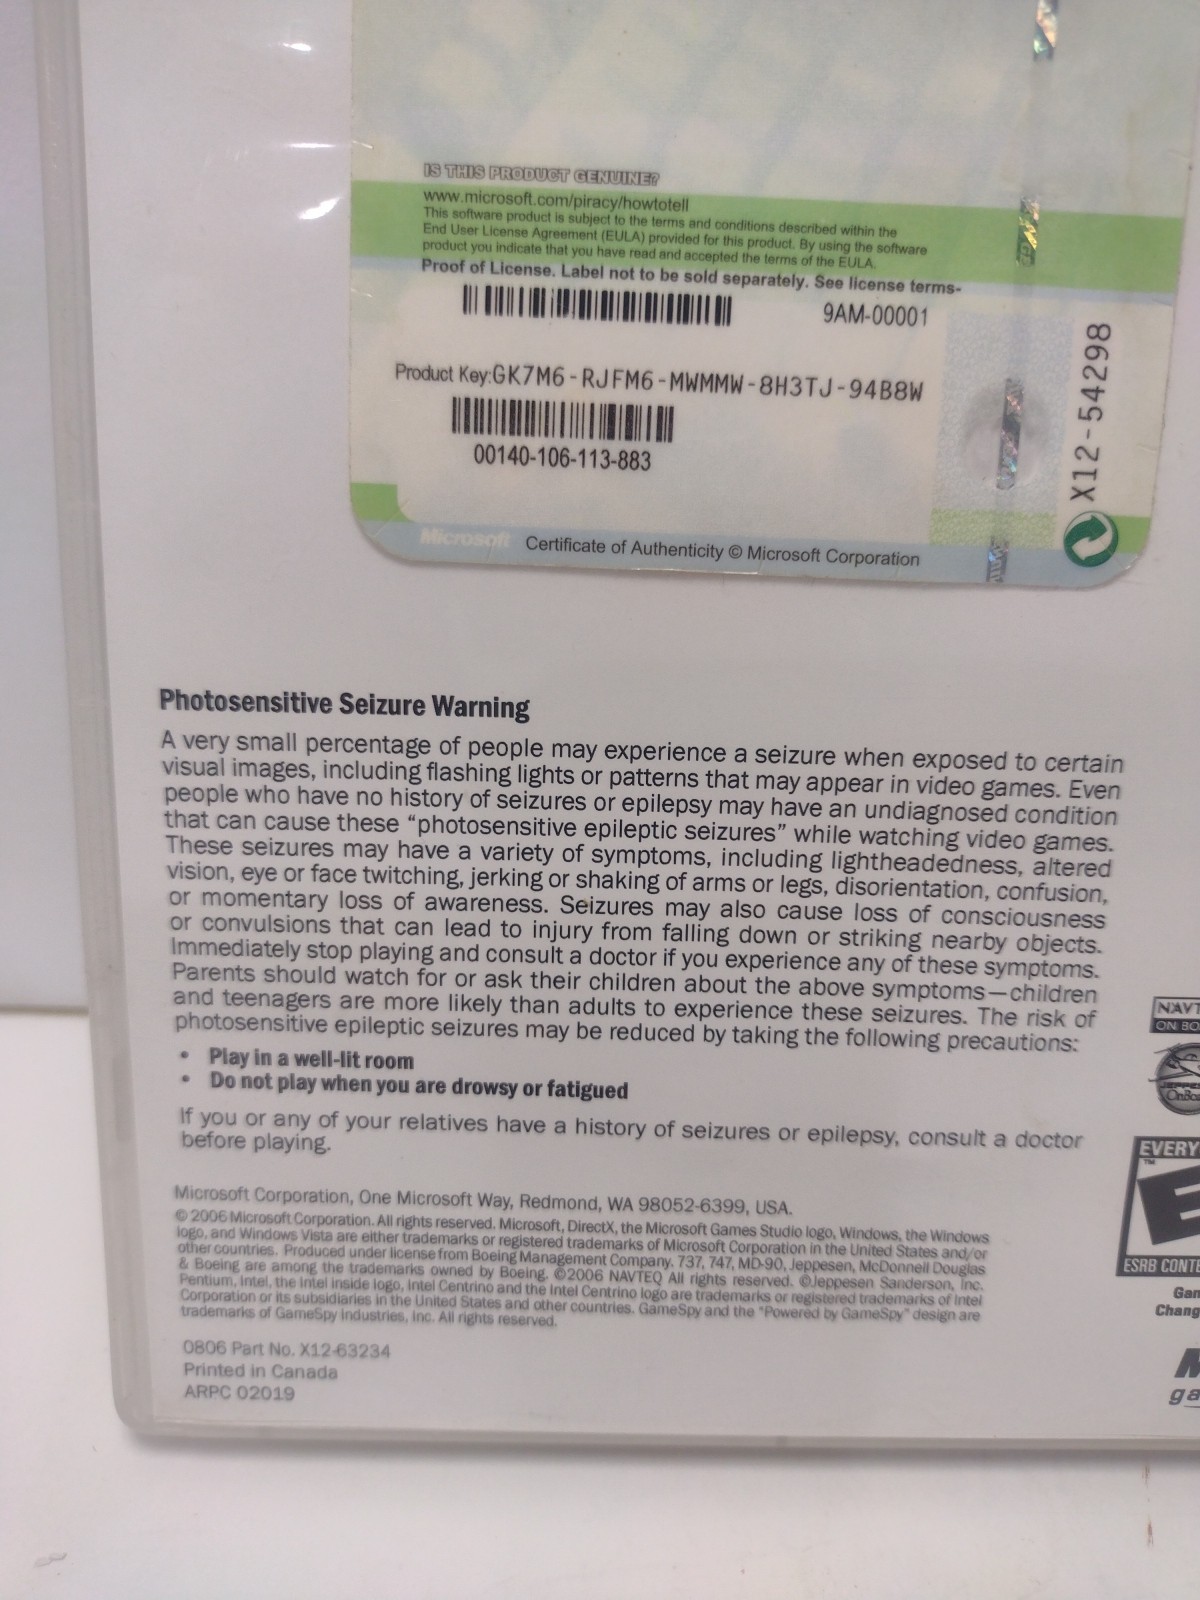 IS THIS PRODUCT GENUINE?
www.microsoft.com/piracy/howtotell
This software product is subject to the terms and conditions described within the
End User License Agreement (EULA) provided for this product. By using the software
product you indicate that you have read and accepted the terms of the EULA.
Proof of License. Label not to be sold separately. See license terms-
9AM-00001
Product Key:GK7M6-RJFM6-MWMMW-8H3TJ-94B8W
00140-106-113-883
X12-54298
Microsoft Certificate of Authenticity © Microsoft Corporation
Photosensitive Seizure Warning
A very small percentage of people may experience a seizure when exposed to certain
visual images, including flashing lights or patterns that may appear in video games. Even
people who have no history of seizures or epilepsy may have an undiagnosed condition
that can cause these “photosensitive epileptic seizures” while watching video games.
These seizures may have a variety of symptoms, including lightheadedness, altered
vision, eye or face twitching, jerking or shaking of arms or legs, disorientation, confusion,
or momentary loss of awareness. Seizures may also cause loss of consciousness
or convulsions that can lead to injury from falling down or striking nearby objects.
Immediately stop playing and consult a doctor if you experience any of these symptoms.
Parents should watch for or ask their children about the above symptoms—children
and teenagers are more likely than adults to experience these seizures. The risk of
photosensitive epileptic seizures may be reduced by taking the following precautions:
• Play in a well-lit room
• Do not play when you are drowsy or fatigued
If you or any of your relatives have a history of seizures or epilepsy, consult a doctor
before playing.
Microsoft Corporation, One Microsoft Way, Redmond, WA 98052-6399, USA.
© 2006 Microsoft Corporation. All rights reserved. Microsoft, DirectX, the Microsoft Games Studio logo, Windows, the Windows
logo, and Windows Vista are either trademarks or registered trademarks of Microsoft Corporation in the United States and/or
other countries. Produced under license from Boeing Management Company. 737, 747, MD-90, Jeppesen, McDonnell Douglas
& Boeing are among the trademarks owned by Boeing. ©2006 NAVTEQ All rights reserved. ©Jeppesen Sanderson, Inc.
Pentium, Intel, the Intel inside logo, Intel Centrino and the Intel Centrino logo are trademarks or registered trademarks of Intel
Corporation or its subsidiaries in the United States and other countries. GameSpy and the "Powered by GameSpy" design are
trademarks of GameSpy Industries, Inc. All rights reserved.
0806 Part No. X12-63234
Printed in Canada
ARPC 02019
NAVT
ON BO
EVERY
E
ESRB CONTE
Gan
Chang
ga